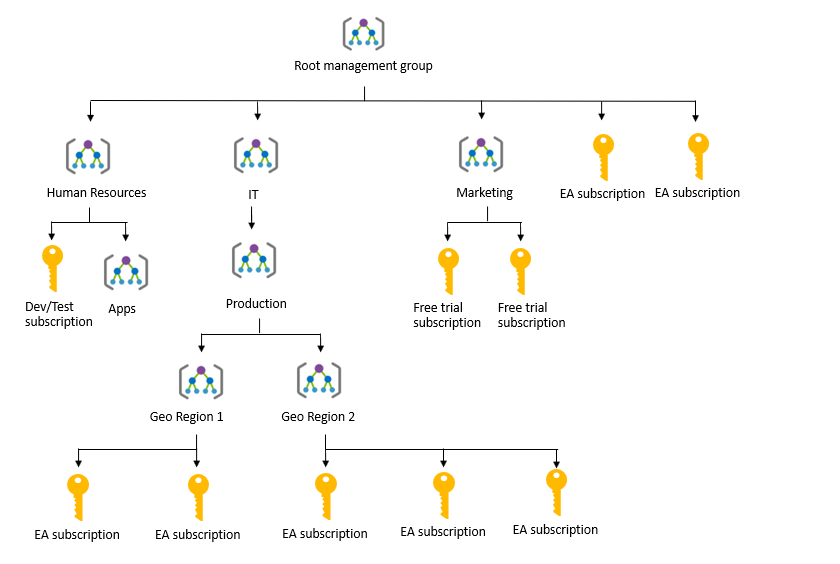 Root management group
Human Resources
IT
Marketing
EA subscription
EA subscription
Dev/Test
subscription
Apps
Production
Free trial
subscription
Free trial
subscription
Geo Region 1
Geo Region 2
EA subscription
EA subscription
EA subscription
EA subscription
EA subscription